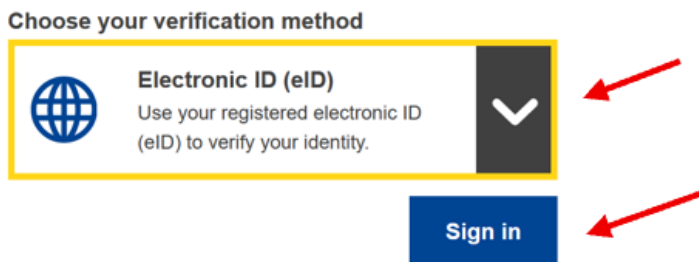 Choose your verification method
Electronic ID (eID)
Use your registered electronic ID
(eID) to verify your identity.
Sign in